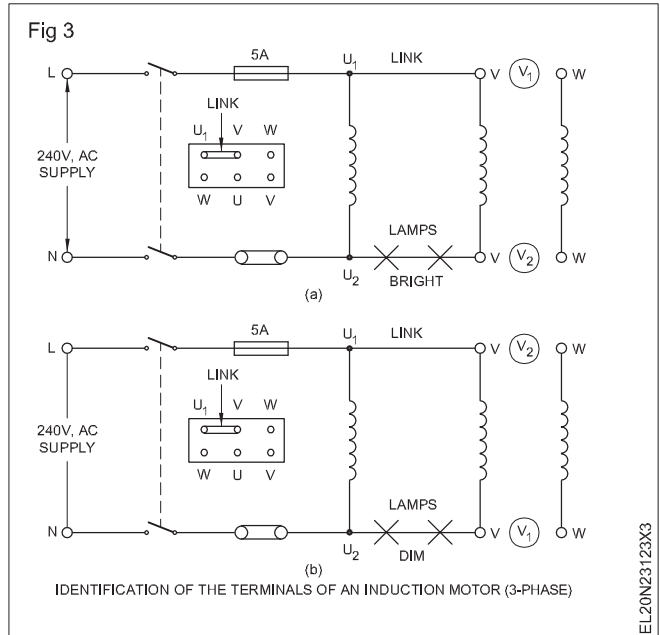 Fig 3
L
5A
U1
LINK
V
V1
W
LINK
U1 V W
240V, AC
SUPPLY
W U V
LAMPS
N
U2
BRIGHT
V
V2
W
(a)
L
5A
U1
LINK
V
V2
W
LINK
U1 V W
240V, AC
SUPPLY
W U V
LAMPS
N
U2
DIM
V
V1
W
(b)
IDENTIFICATION OF THE TERMINALS OF AN INDUCTION MOTOR (3-PHASE)
EL20N23123X3